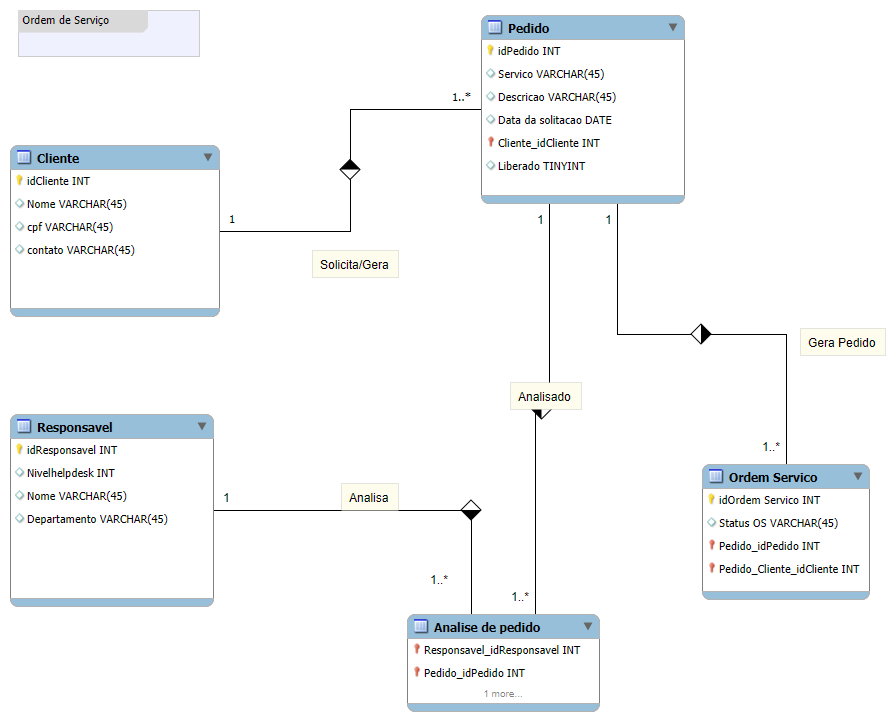 Ordem de Serviço
Pedido
idPedido INT
Servico VARCHAR(45)
Descricao VARCHAR(45)
Data da solitacao DATE
Cliente_idCliente INT
Liberado TINYINT
1..*
1
1
Cliente
idCliente INT
Nome VARCHAR(45)
cpf VARCHAR(45)
contato VARCHAR(45)
1
Solicita/Gera
Gera Pedido
Analisado
Responsavel
idResponsavel INT
Nivelhelpdesk INT
Nome VARCHAR(45)
Departamento VARCHAR(45)
1
Analisa
1..*
1..*
1..*
Ordem Servico
idOrdem Servico INT
Status OS VARCHAR(45)
Pedido_idPedido INT
Pedido_Cliente_idCliente INT
Analise de pedido
Responsavel_idResponsavel INT
Pedido_idPedido INT
1 more...